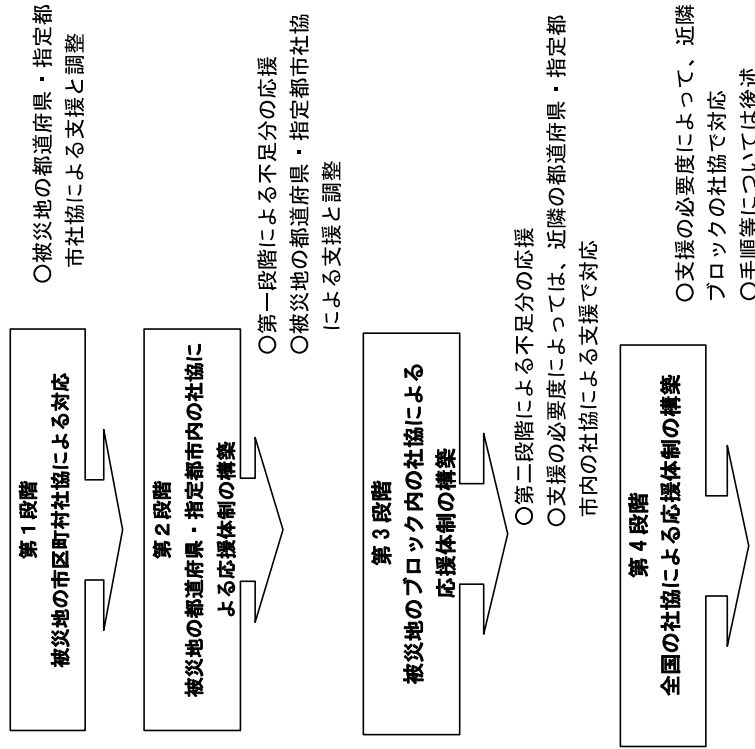 第１段階
被災地の市区町村社協による対応
○被災地の都道府県・指定都
市社協による支援と調整
第２段階
被災地の都道府県・指定都市内の社協に
よる応援体制の構築
○第一段階による不足分の応援
○被災地の都道府県・指定都市社協
による支援と調整
第３段階
被災地のブロック内の社協による
応援体制の構築
○第二段階による不足分の応援
○支援の必要度によっては、近隣の都道府県・指定都
市内の社協による支援で対応
第４段階
全国の社協による応援体制の構築
○支援の必要度によって、近隣
ブロックの社協で対応
○手順等については後述